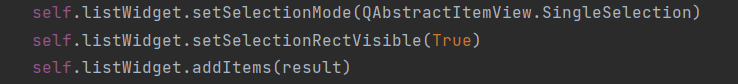 self.listWidget.setSelectionMode(QAbstractItemView.SingleSelection)
self.listWidget.setSelectionRectVisible(True)
self.listWidget.addItems(result)